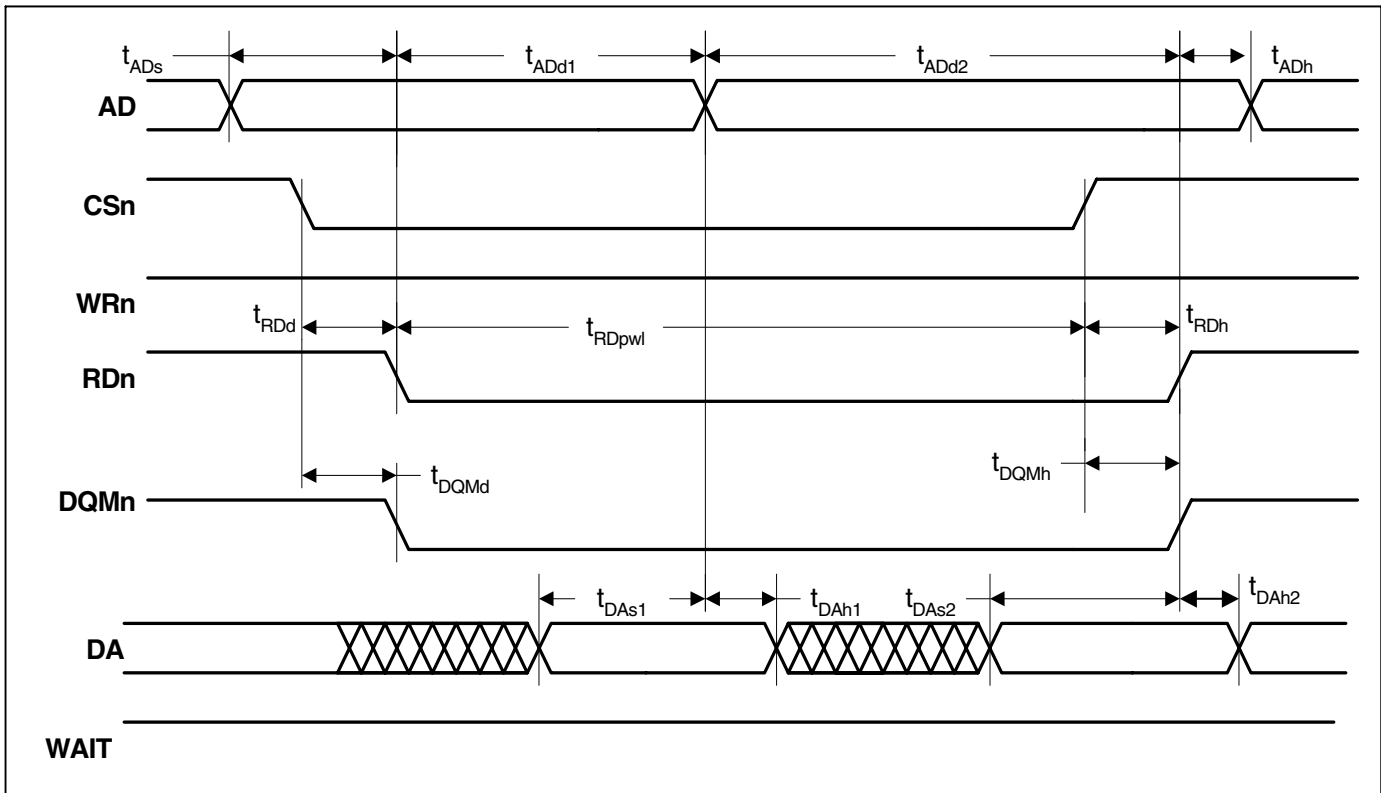 tADs tADd1 tADd2 tADh
AD
CSn
WRn
tRDd tRDpwl tRDh
RDn
tDQMd tDQMh
DQMn
tDAs1 tDAh1 tDAs2 tDAh2
DA
WAIT